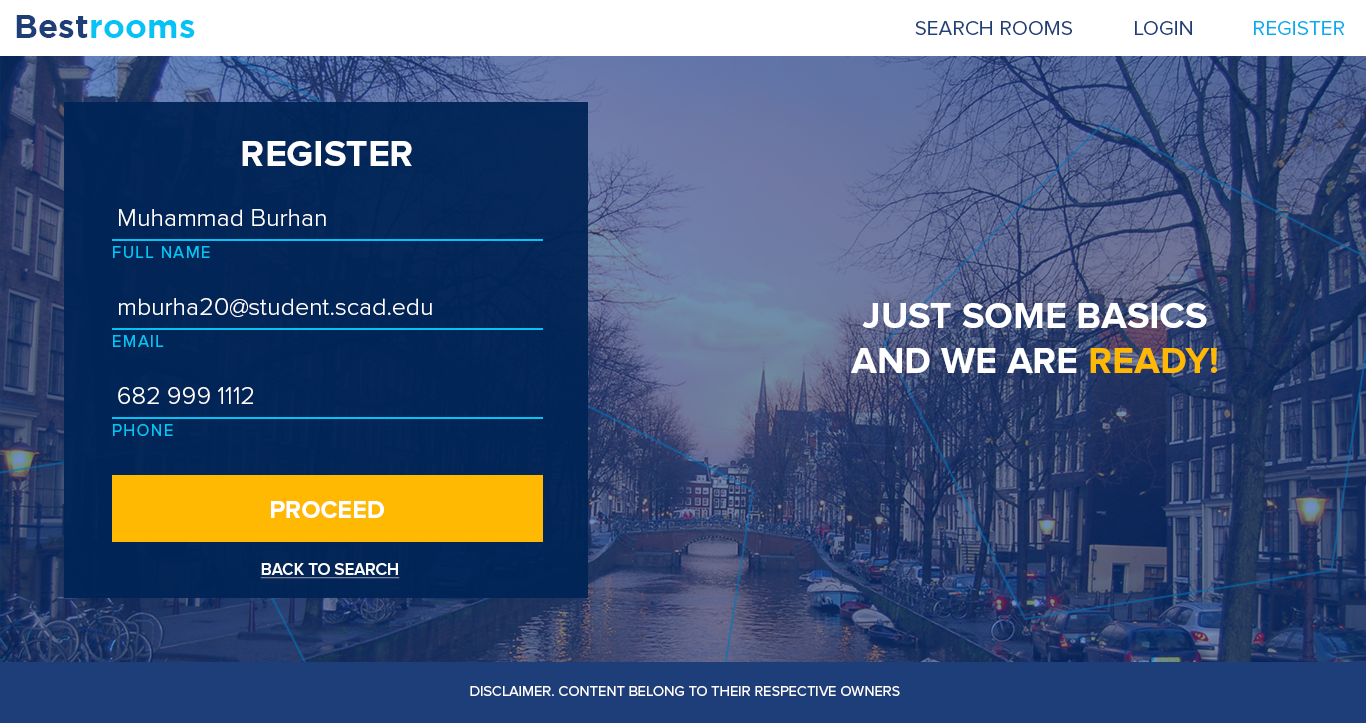 Bestrooms
SEARCH ROOMS
LOGIN
REGISTER
REGISTER
Muhammad Burhan
FULL NAME
mburha20@student.scad.edu
EMAIL
682 999 1112
PHONE
PROCEED
BACK TO SEARCH
JUST SOME BASICS
AND WE ARE READY!
DISCLAIMER. CONTENT BELONG TO THEIR RESPECTIVE OWNERS